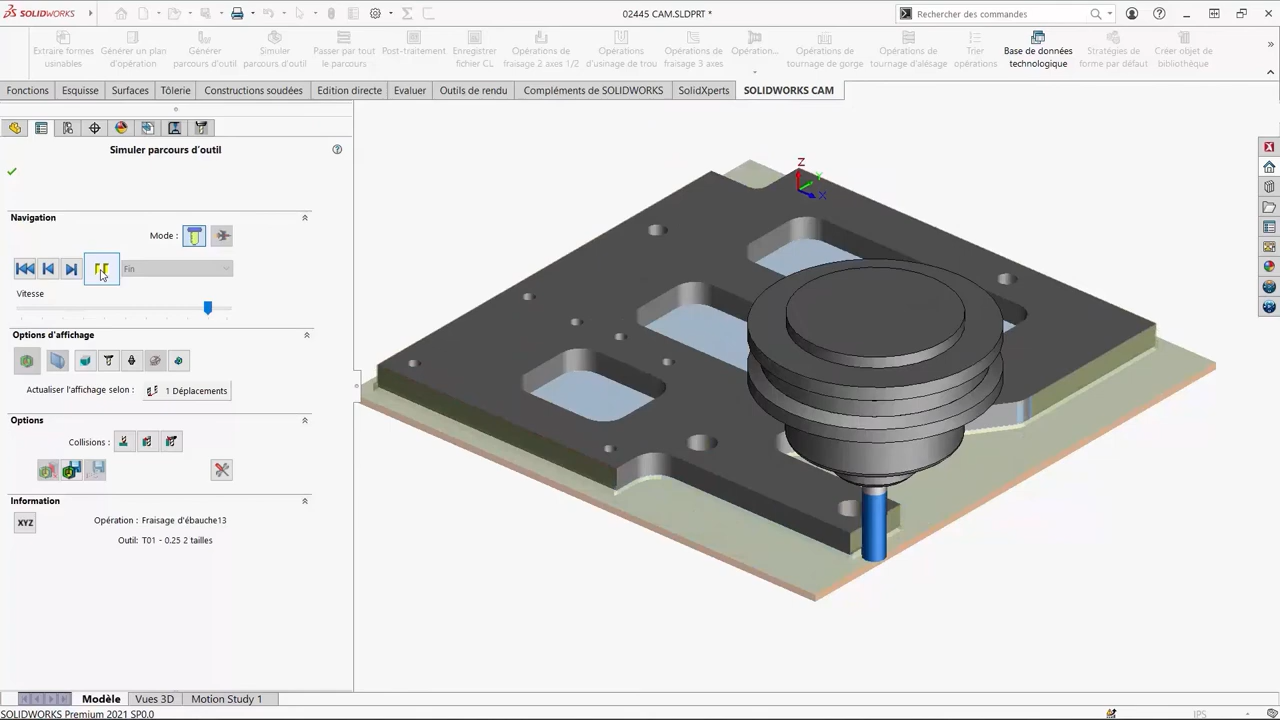 SOLIDWORKS
02445 CAM.SLDPRT *
Rechercher des commandes
Extraire formes usinables
Générer un plan d'opération
Générer parcours d'outil
Simuler parcours d'outil
Passer par tout le parcours
Post-traitement
Enregistrer fichier CL
Opérations de fraisage 2 axes 1/2
Opérations d'usinage de trou
Opérations de fraisage 3 axes
Opération...
Opérations de tournage de gorge
Opérations de tournage d'alésage
Trier opérations
Base de données technologique
Stratégies de forme par défaut
Créer objet de bibliothèque
Fonctions
Esquisse
Surfaces
Tôlerie
Constructions soudées
Edition directe
Evaluer
Outils de rendu
Compléments de SOLIDWORKS
SolidXperts
SOLIDWORKS CAM
Simuler parcours d'outil
Navigation
Mode :
Fin
Vitesse
Options d'affichage
Actualiser l'affichage selon :
1 Déplacements
Options
Collisions :
Information
XYZ
Opération : Fraisage d'ébauche13
Outil: T01 - 0.25 2 tailles
Z
Y
X
Modèle
Vues 3D
Motion Study 1
SOLIDWORKS Premium 2021 SP0.0
IPS